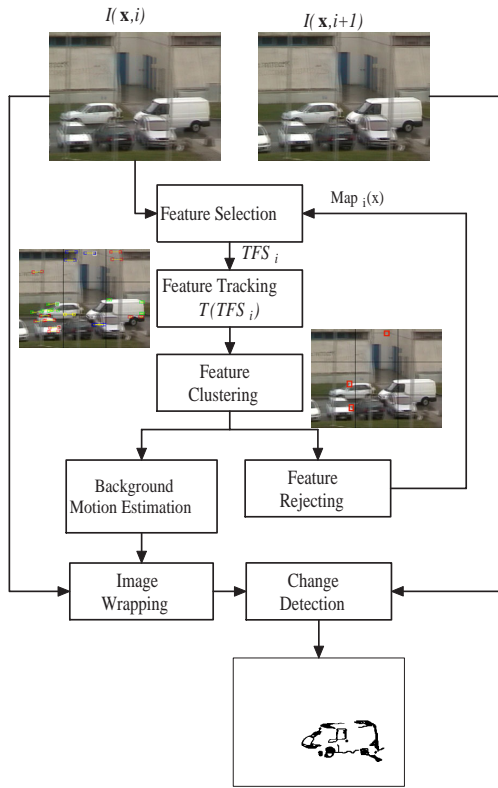 I(x,i)
I(x,i+1)
Feature Selection
Map i(x)
TFS i
Feature Tracking
T(TFS i)
Feature
Clustering
Background
Motion Estimation
Feature
Rejecting
Image
Wrapping
Change
Detection